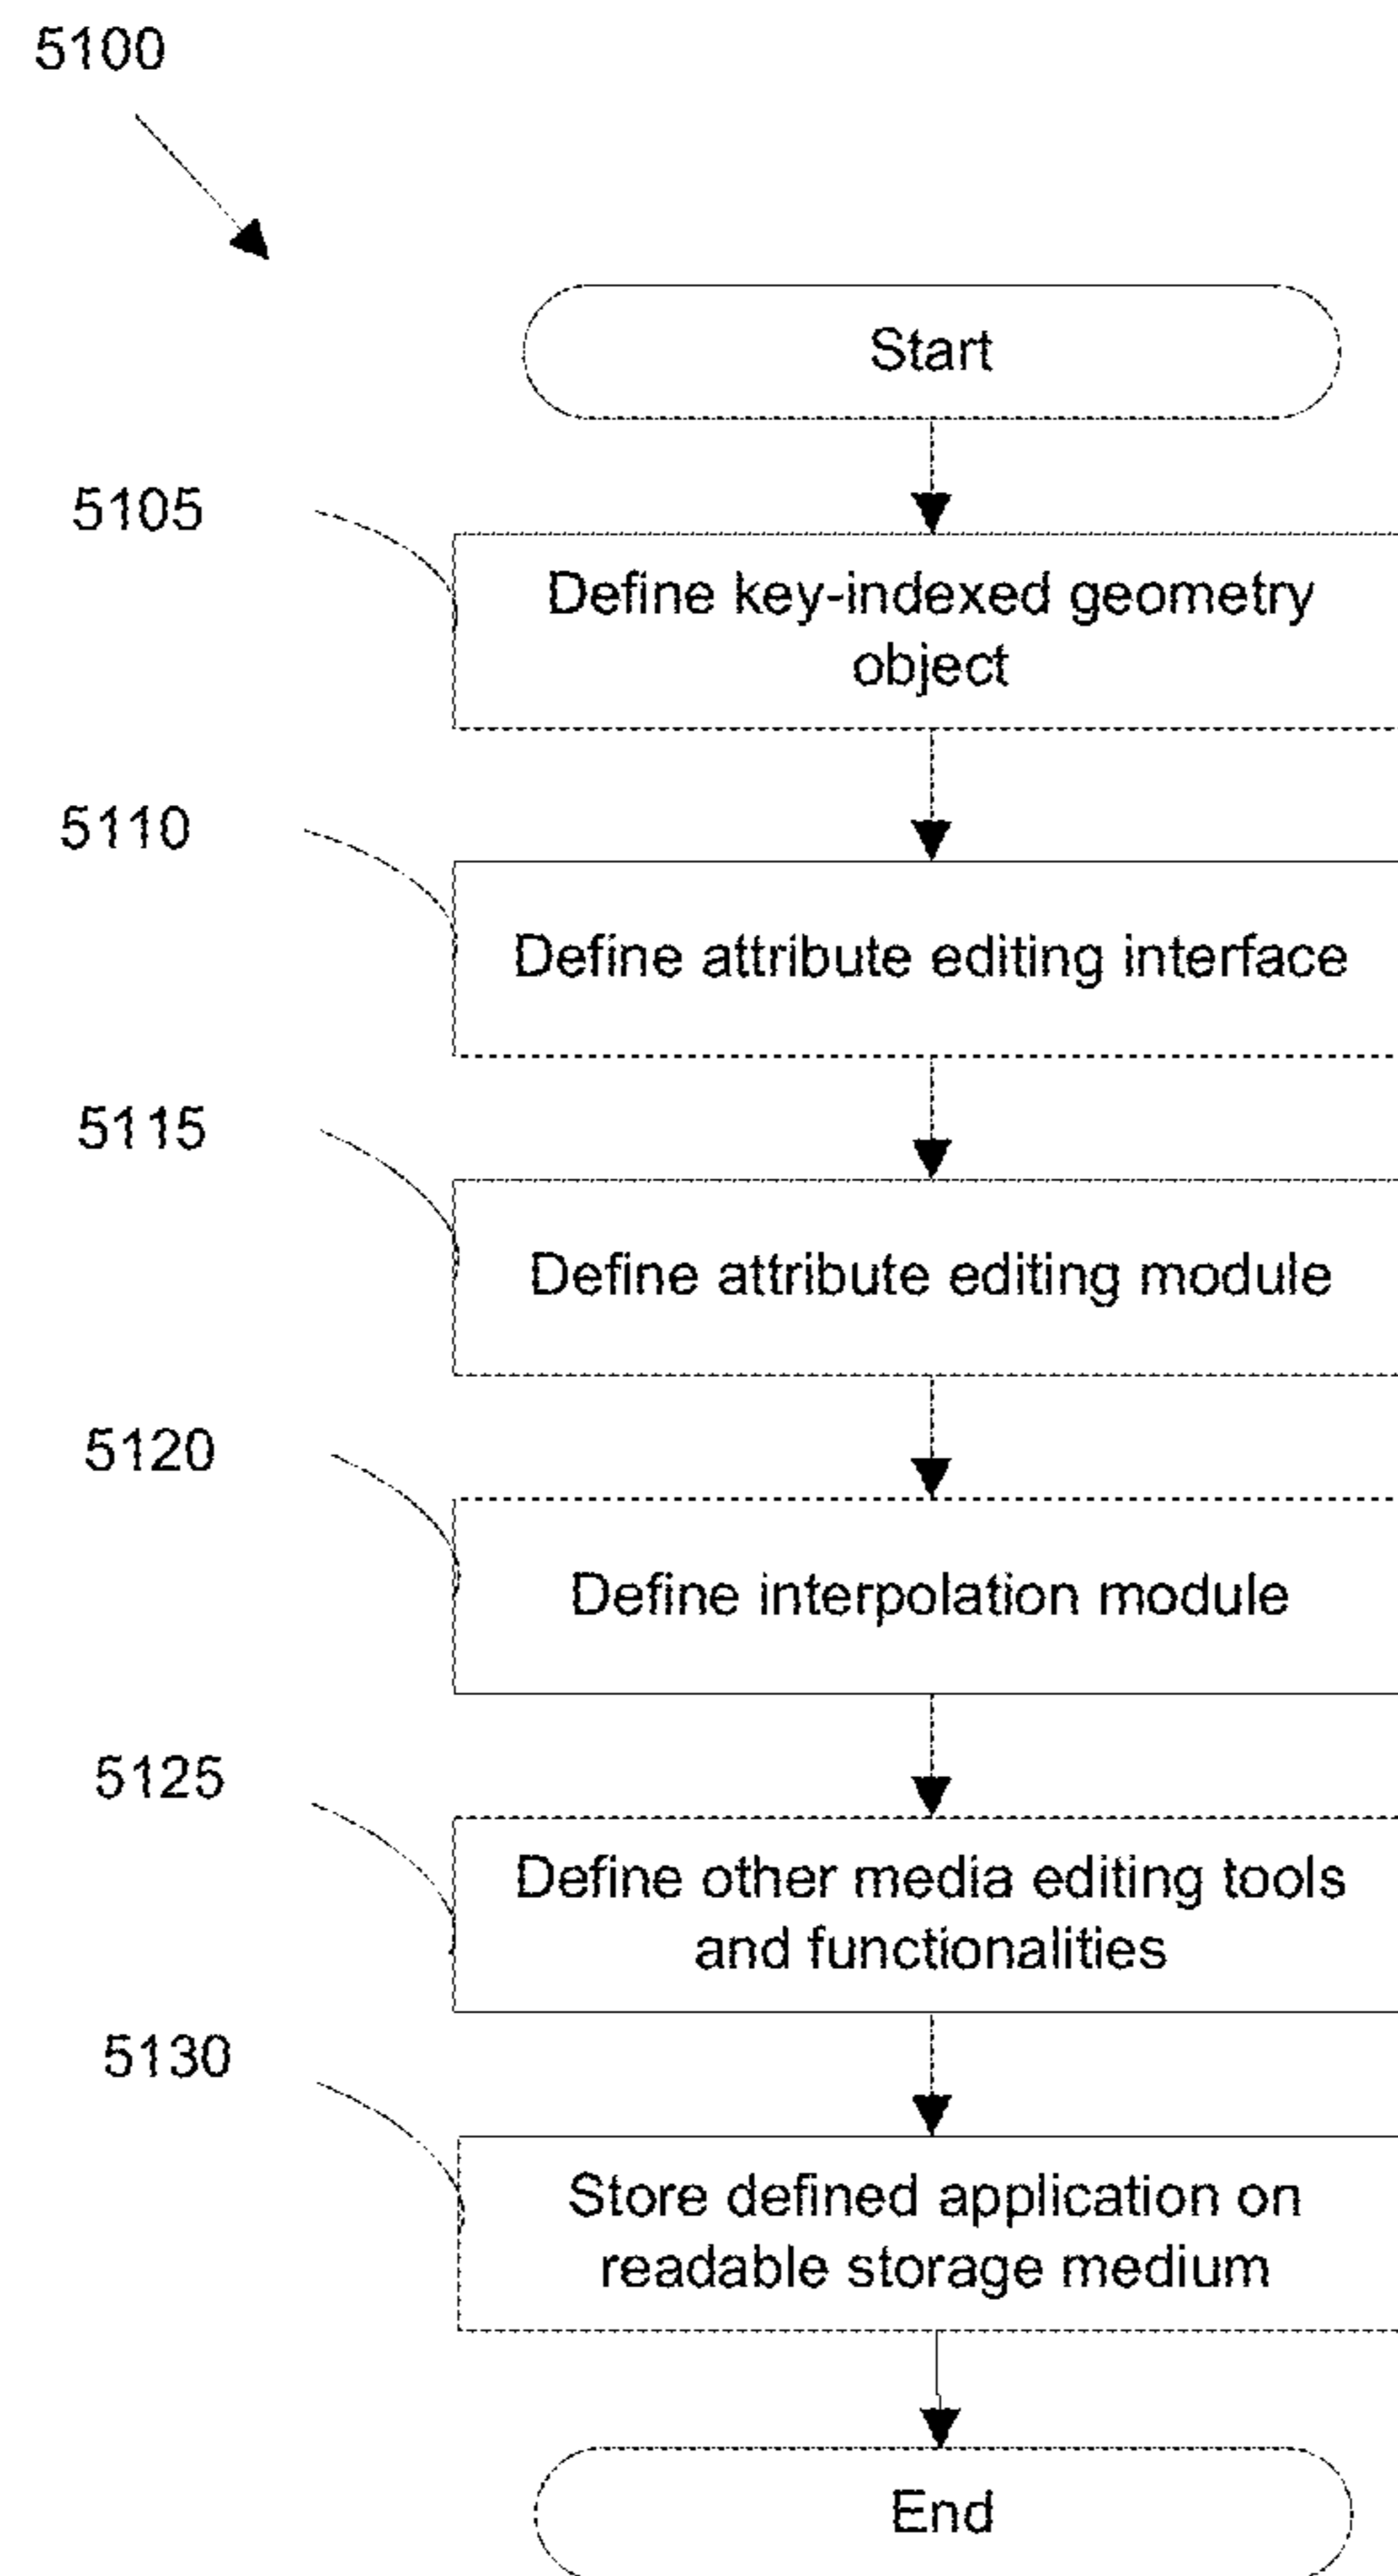 5100
Start
5105
Define key-indexed geometry
object
5110
Define attribute editing interface
5115
Define attribute editing module
5120
Define interpolation module
5125
Define other media editing tools
and functionalities
5130
Store defined application on
readable storage medium
End